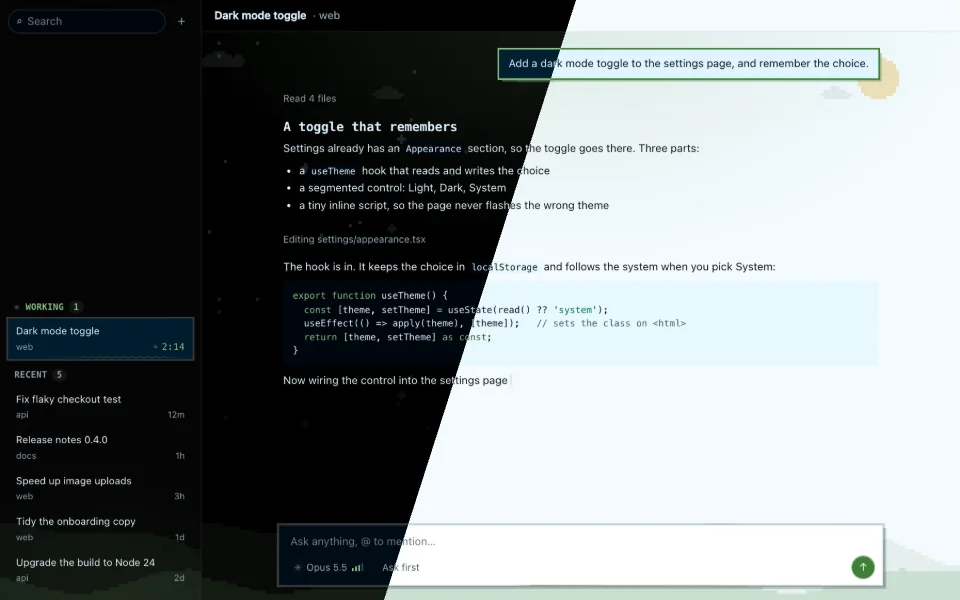 Search
+
WORKING 1
Dark mode toggle
web 2:14
RECENT 5
Fix flaky checkout test
api 12m
Release notes 0.4.0
docs 1h
Speed up image uploads
web 3h
Tidy the onboarding copy
web 1d
Upgrade the build to Node 24
api 2d
Dark mode toggle · web
Add a dark mode toggle to the settings page, and remember the choice.
Read 4 files
A toggle that remembers
Settings already has an Appearance section, so the toggle goes there. Three parts:
• a useTheme hook that reads and writes the choice
• a segmented control: Light, Dark, System
• a tiny inline script, so the page never flashes the wrong theme
Editing settings/appearance.tsx
The hook is in. It keeps the choice in localStorage and follows the system when you pick System:
export function useTheme() {
  const [theme, setTheme] = useState(read() ?? 'system');
  useEffect(() => apply(theme), [theme]);   // sets the class on <html>
  return [theme, setTheme] as const;
}
Now wiring the control into the settings page
Ask anything, @ to mention...
Opus 5.5 Ask first